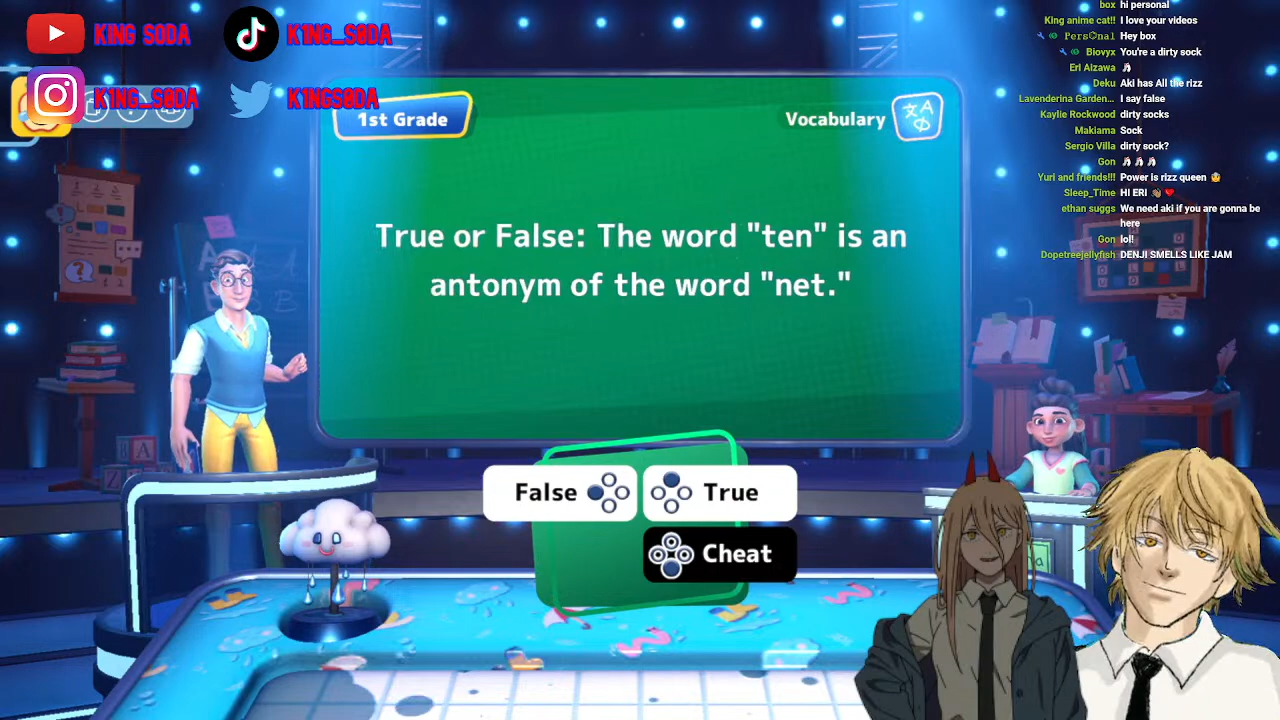 KING SODA
K1NG_S0DA
K1NG_S0DA
K1NGS0DA
1st Grade
Vocabulary
True or False: The word "ten" is an
antonym of the word "net."
False
True
Cheat
box hi personal
King anime cat!! I love your videos
Hey box
Biovyx You're a dirty sock
Eri Aizawa
Deku Aki has All the rizz
Lavenderina Garden... I say false
Kaylie Rockwood dirty socks
Makiama Sock
Sergio Villa dirty sock?
Gon
Yuri and friends!!! Power is rizz queen
Sleep_Time HI ERI
ethan suggs We need aki if you are gonna be
here
Gon lol!
Dopetreejellyfish DENJI SMELLS LIKE JAM